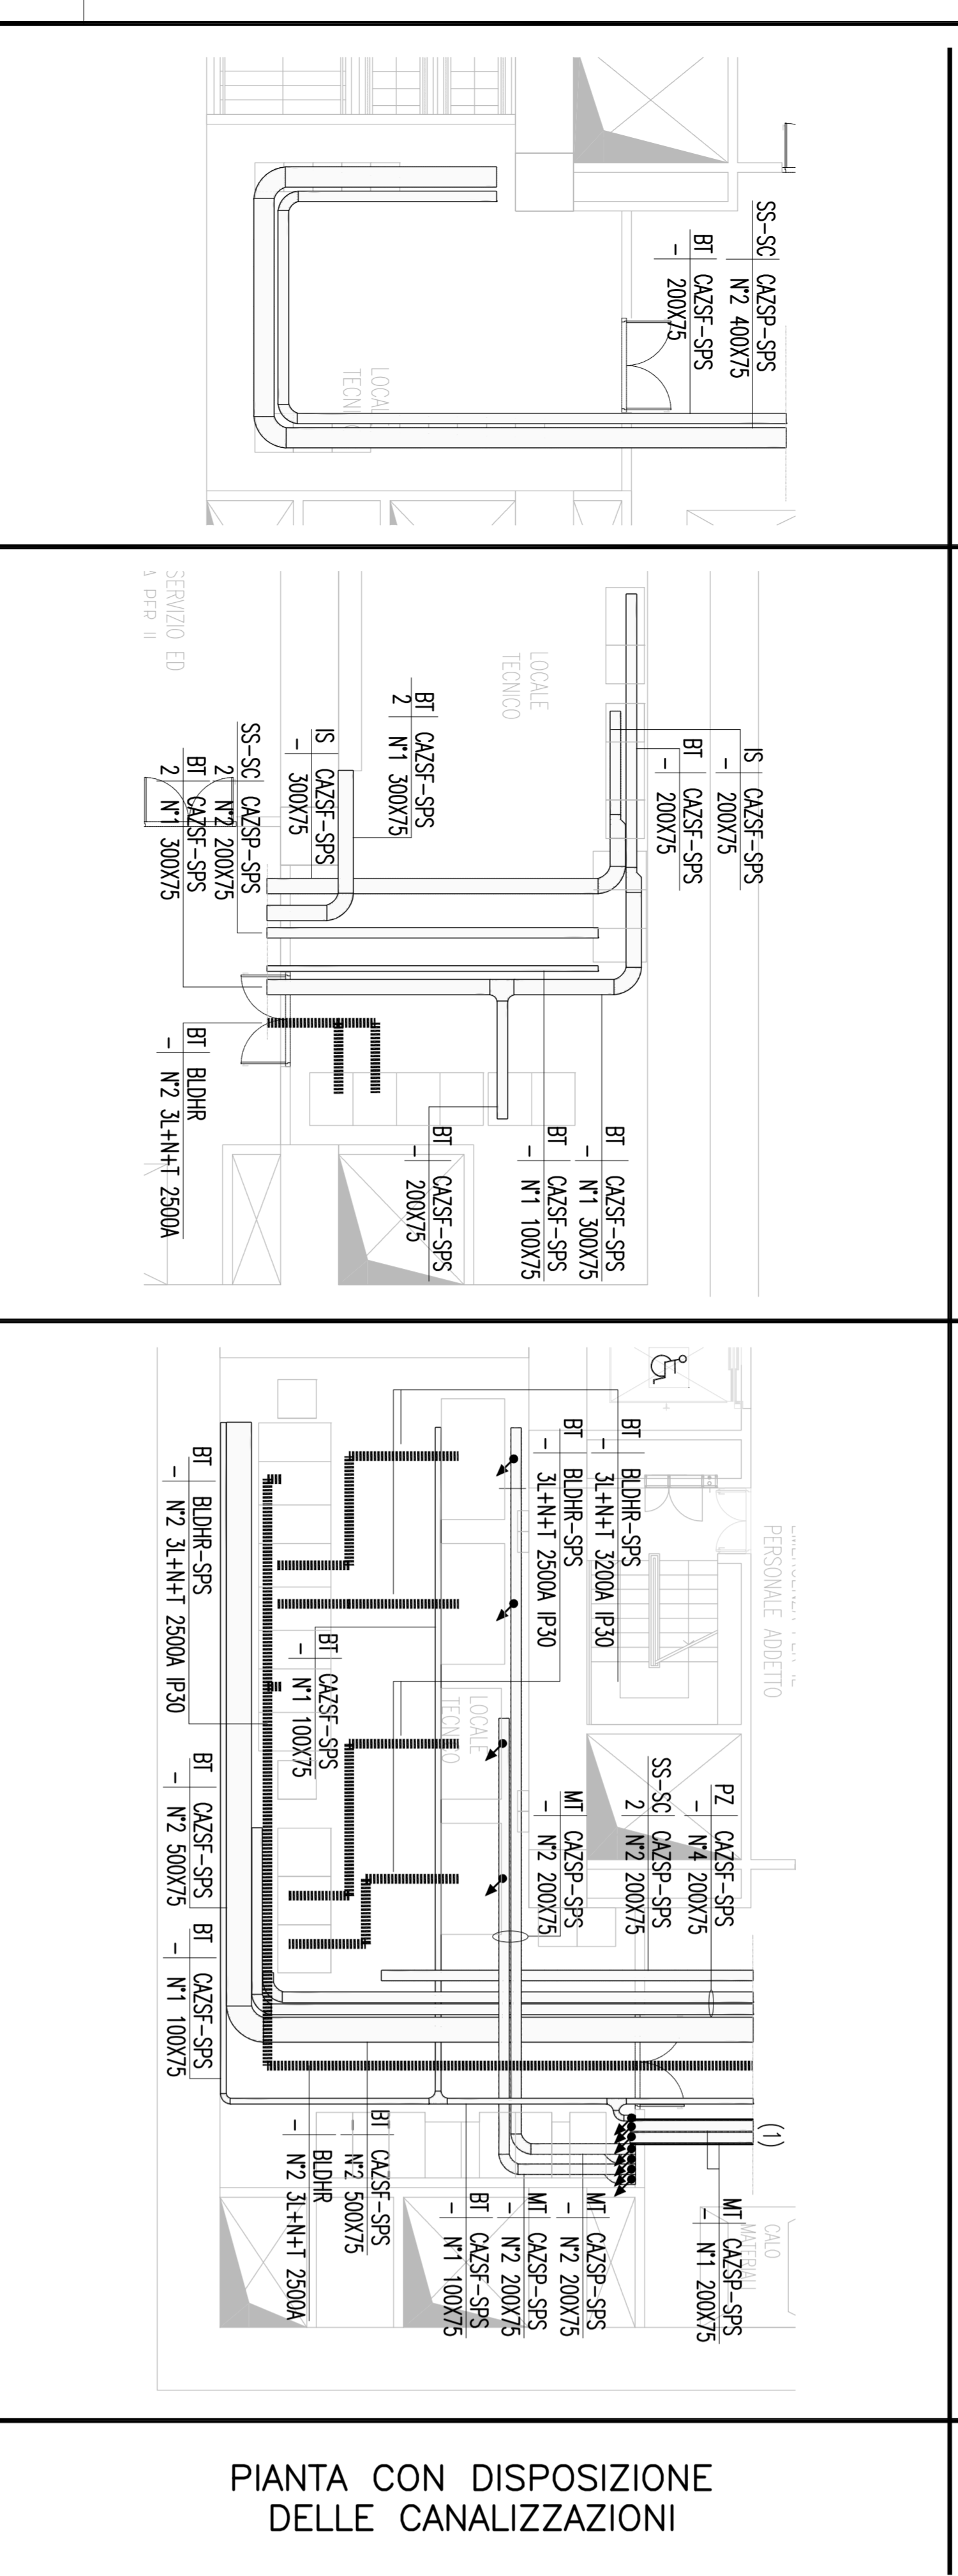 SS-SC CAZSP-SPS
N°2 400X75
BT CAZSF-SPS
- 200X75
LOCALE
TECNICO
SERVIZIO ED
A PER IL
LOCALE
TECNICO
IS CAZSF-SPS
- 200X75
BT CAZSF-SPS
- 200X75
BT CAZSF-SPS
2 N°1 300X75
IS CAZSF-SPS
- 300X75
SS-SC CAZSP-SPS
2 N°2 200X75
BT CAZSF-SPS
2 N°1 300X75
BT BLDHR
- N°2 3L+N+T 2500A
BT CAZSF-SPS
- N°1 300X75
BT CAZSF-SPS
- N°1 100X75
BT CAZSF-SPS
- 200X75
PERSONALE ADDETTO
BT BLDHR-SPS
- 3L+N+T 3200A IP30
BT BLDHR-SPS
- 3L+N+T 2500A IP30
BT BLDHR-SPS
- N°2 3L+N+T 2500A IP30
BT CAZSF-SPS
- N°1 100X75
LOCALE
TECNICO
PZ CAZSF-SPS
- N°4 200X75
SS-SC CAZSP-SPS
2 N°2 200X75
MT CAZSP-SPS
- N°2 200X75
BT CAZSF-SPS
- N°2 500X75
BT CAZSF-SPS
- N°1 100X75
(1)
BT CAZSF-SPS
- N°2 500X75
BLDHR
- N°2 3L+N+T 2500A
MT CAZSP-SPS
- N°1 200X75
CALO
MATERIALI
MT CAZSP-SPS
- N°2 200X75
MT CAZSP-SPS
- N°2 200X75
BT CAZSF-SPS
- N°1 100X75
PIANTA CON DISPOSIZIONE
DELLE CANALIZZAZIONI